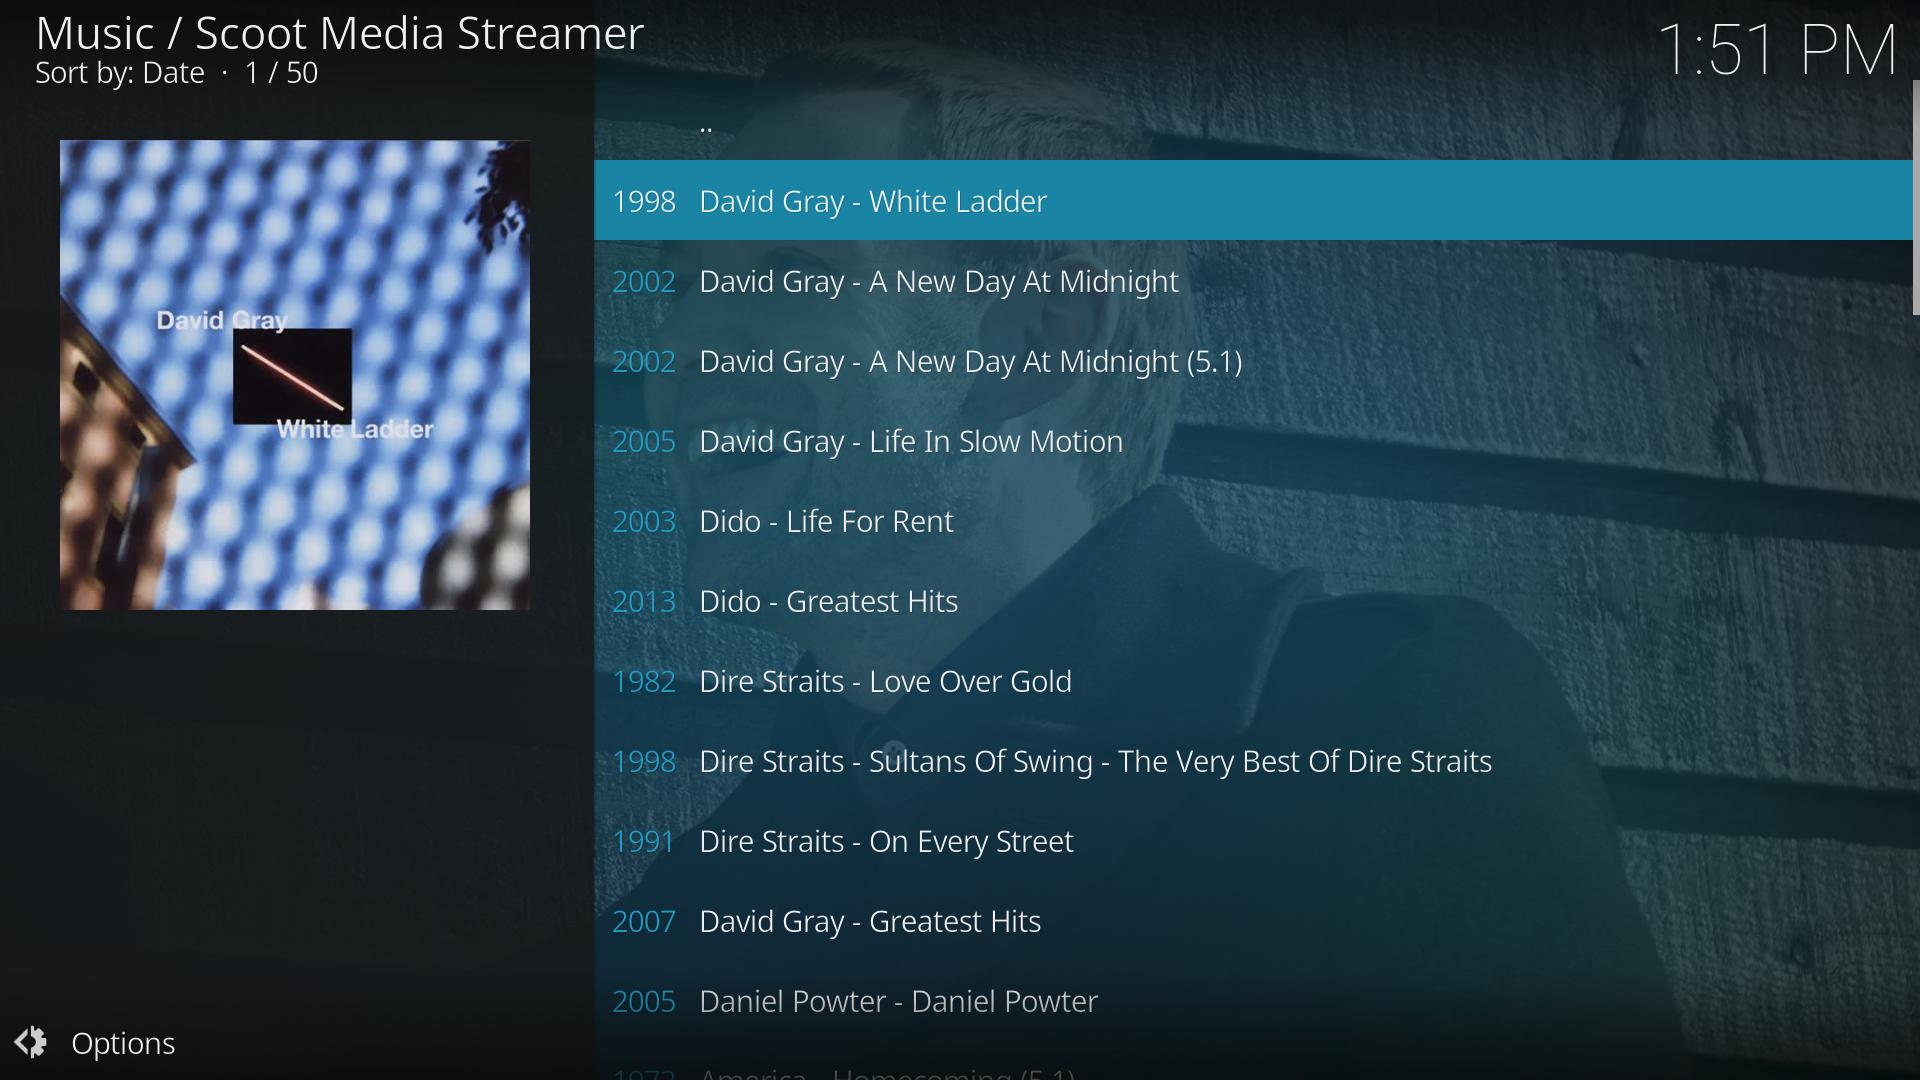 Music / Scoot Media Streamer
Sort by: Date · 1 / 50
1:51 PM
David Gray
White Ladder
..
1998 David Gray - White Ladder
2002 David Gray - A New Day At Midnight
2002 David Gray - A New Day At Midnight (5.1)
2005 David Gray - Life In Slow Motion
2003 Dido - Life For Rent
2013 Dido - Greatest Hits
1982 Dire Straits - Love Over Gold
1998 Dire Straits - Sultans Of Swing - The Very Best Of Dire Straits
1991 Dire Straits - On Every Street
2007 David Gray - Greatest Hits
2005 Daniel Powter - Daniel Powter
1972 America - Homecoming (5.1)
Options